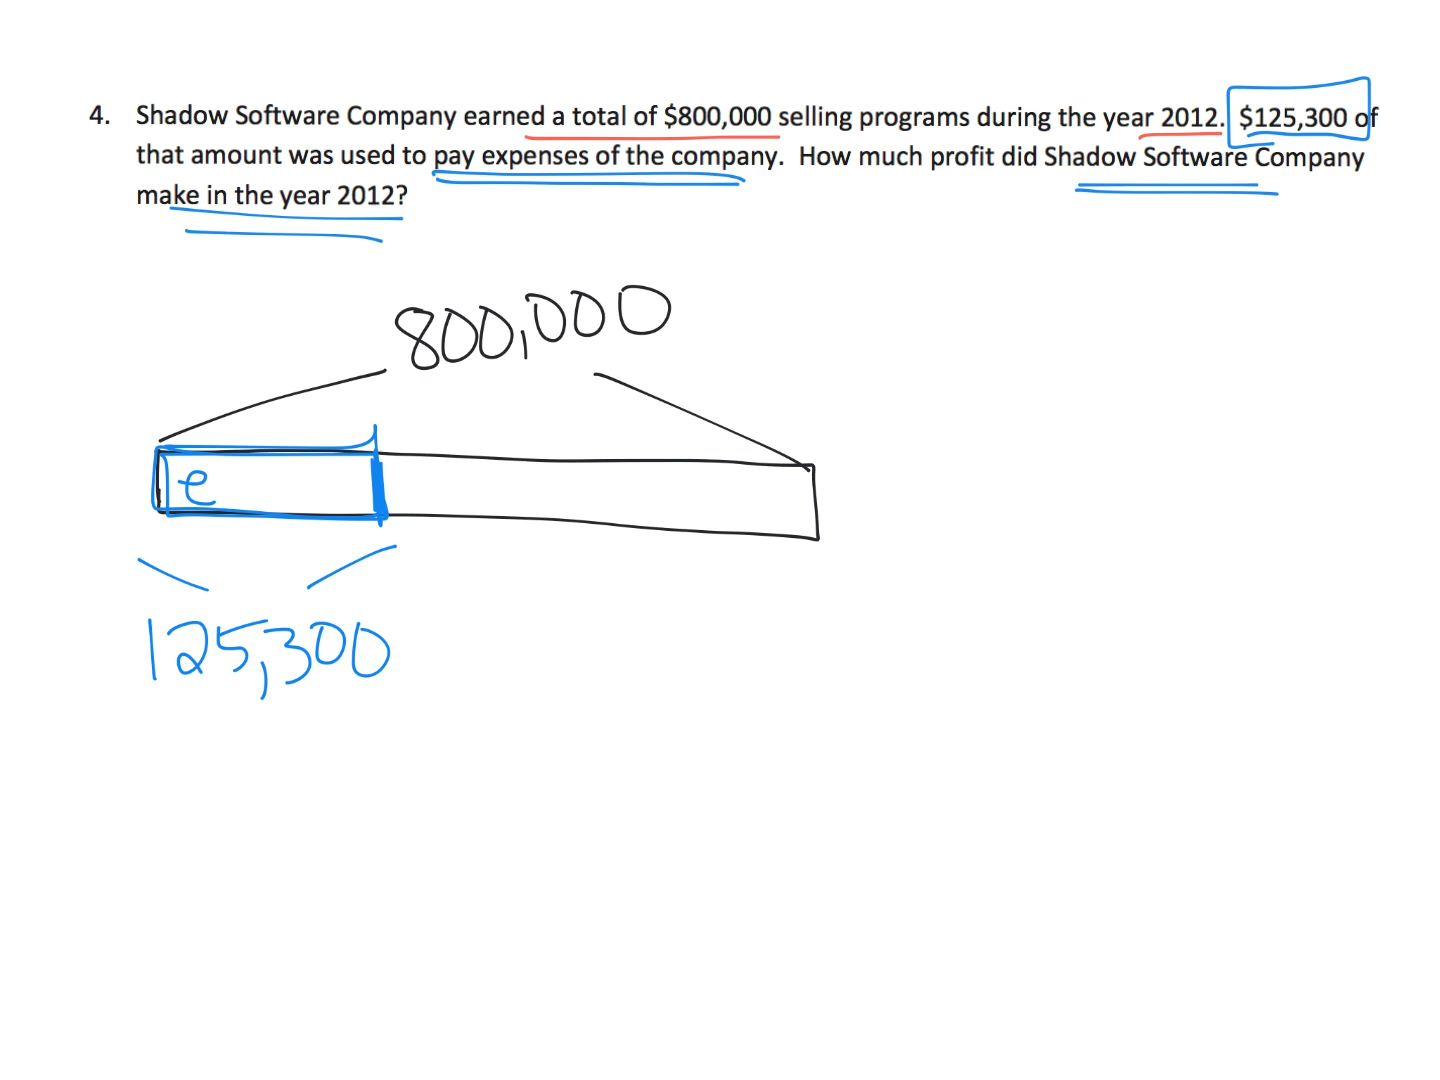 4. Shadow Software Company earned a total of $800,000 selling programs during the year 2012. $125,300 of
that amount was used to pay expenses of the company. How much profit did Shadow Software Company
make in the year 2012?
800,000
e
125,300